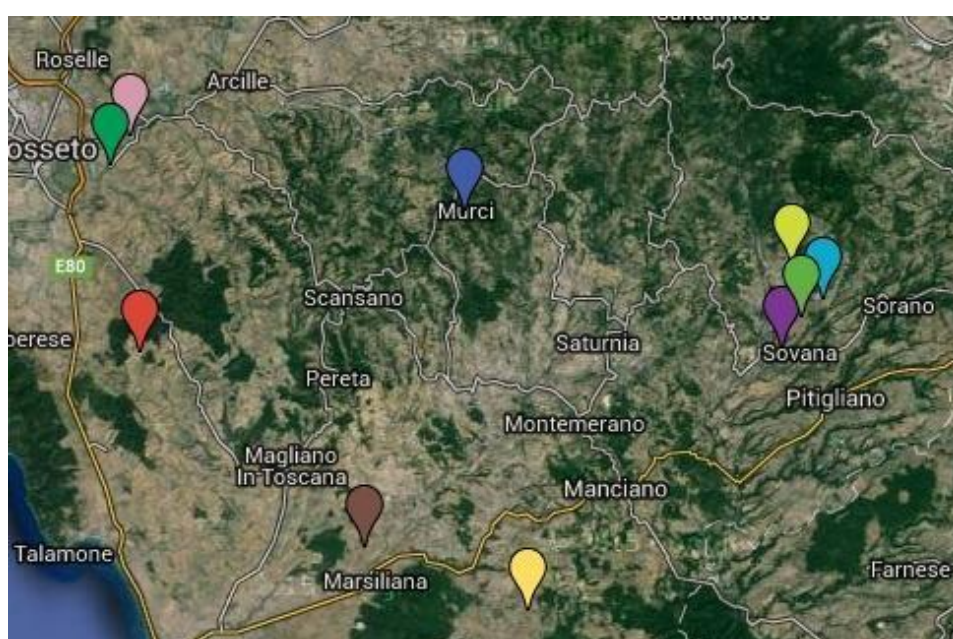 Roselle
Arcille
osseto
Murci
E80
Scansano
Sorano
perese
Saturnia
Sovana
Pereta
Pitigliano
Montemerano
Magliano
In Toscana
Manciano
Talamone
Marsiliana
Farnese